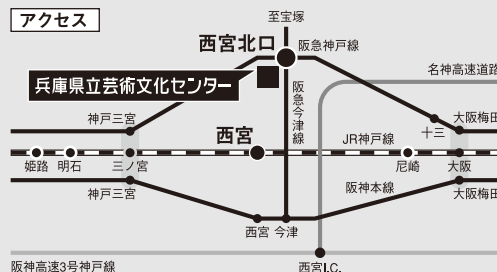 アクセス
至宝塚
西宮北口
阪急神戸線
名神高速道路
兵庫県立芸術文化センター
阪急今津線
神戸三宮
十三
大阪梅田
西宮
JR神戸線
姫路
明石
三ノ宮
尼崎
大阪
神戸三宮
阪神本線
大阪梅田
西宮
今津
阪神高速3号神戸線
西宮I.C.